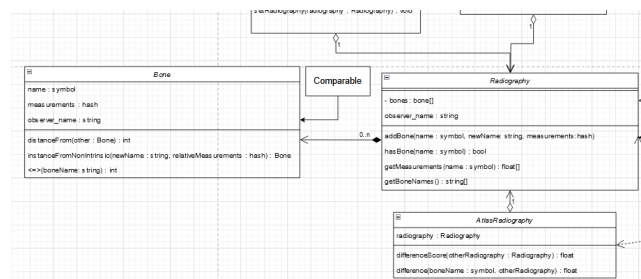 setRadiography(radiography : Radiography) : void
1
1
Bone
name : symbol
measurements : hash
observer_name : string
distanceFrom(other : Bone) : int
instanceFromNonIntrinsic(newName : string, relativeMeasurements : hash) : Bone
<=>(boneName: string) : int
Comparable
0..n
Radiography
- bones: bone[]
observer_name : string
addBone(name : symbol, newName: string, measurements:hash)
hasBone(name : symbol) : bool
getMeasurements(name : symbol) : float[]
getBoneNames() : string[]
1
AtlasRadiography
radiography : Radiography
differenceScore(otherRadiography : Radiography) : float
difference(boneName : symbol, otherRadiography) : float